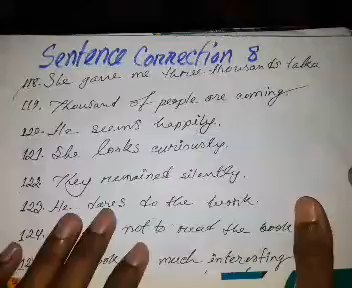 Sentence Correction 8
118. She gave me three-thousands taka
119. Thousand of people are coming
120. He seems happily.
121. She looks curiously.
122. They remained silently.
123. He dares do the work.
124. not to read the book
much interesting